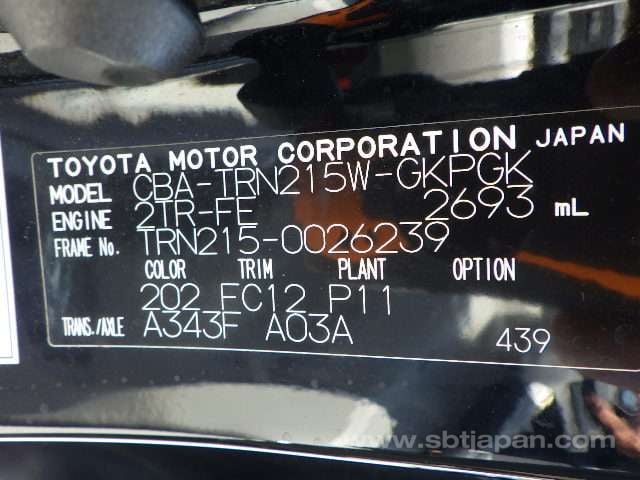 TOYOTA MOTOR CORPORATION JAPAN
MODEL CBA-TRN215W-GKPGK
ENGINE 2TR-FE 2693 mL
FRAME No. TRN215-0026239
COLOR TRIM PLANT OPTION
202 FC12 P11
TRANS./AXLE A343F A03A
439
www.sbtjapan.com